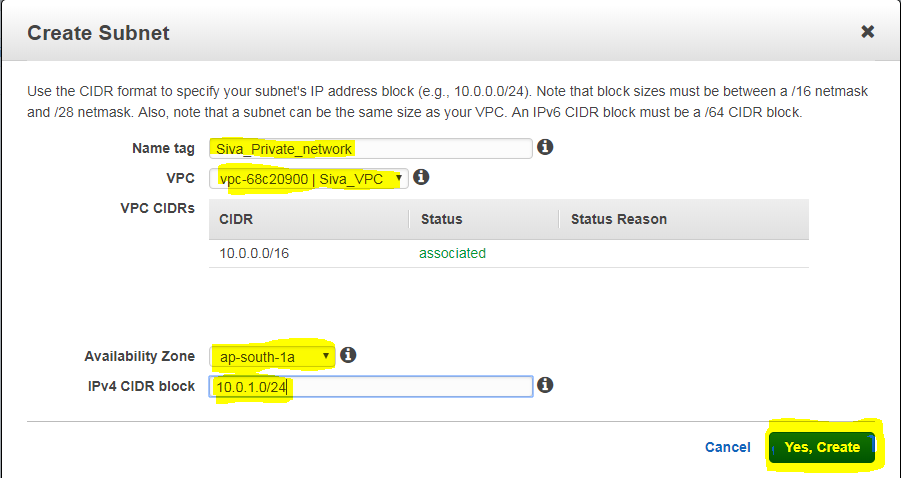 Create Subnet
Use the CIDR format to specify your subnet's IP address block (e.g., 10.0.0.0/24). Note that block sizes must be between a /16 netmask
and /28 netmask. Also, note that a subnet can be the same size as your VPC. An IPv6 CIDR block must be a /64 CIDR block.
Name tag Siva_Private_network
VPC vpc-68c20900 | Siva_VPC
VPC CIDRs
CIDR Status Status Reason
10.0.0.0/16 associated
Availability Zone ap-south-1a
IPv4 CIDR block 10.0.1.0/24
Cancel Yes, Create